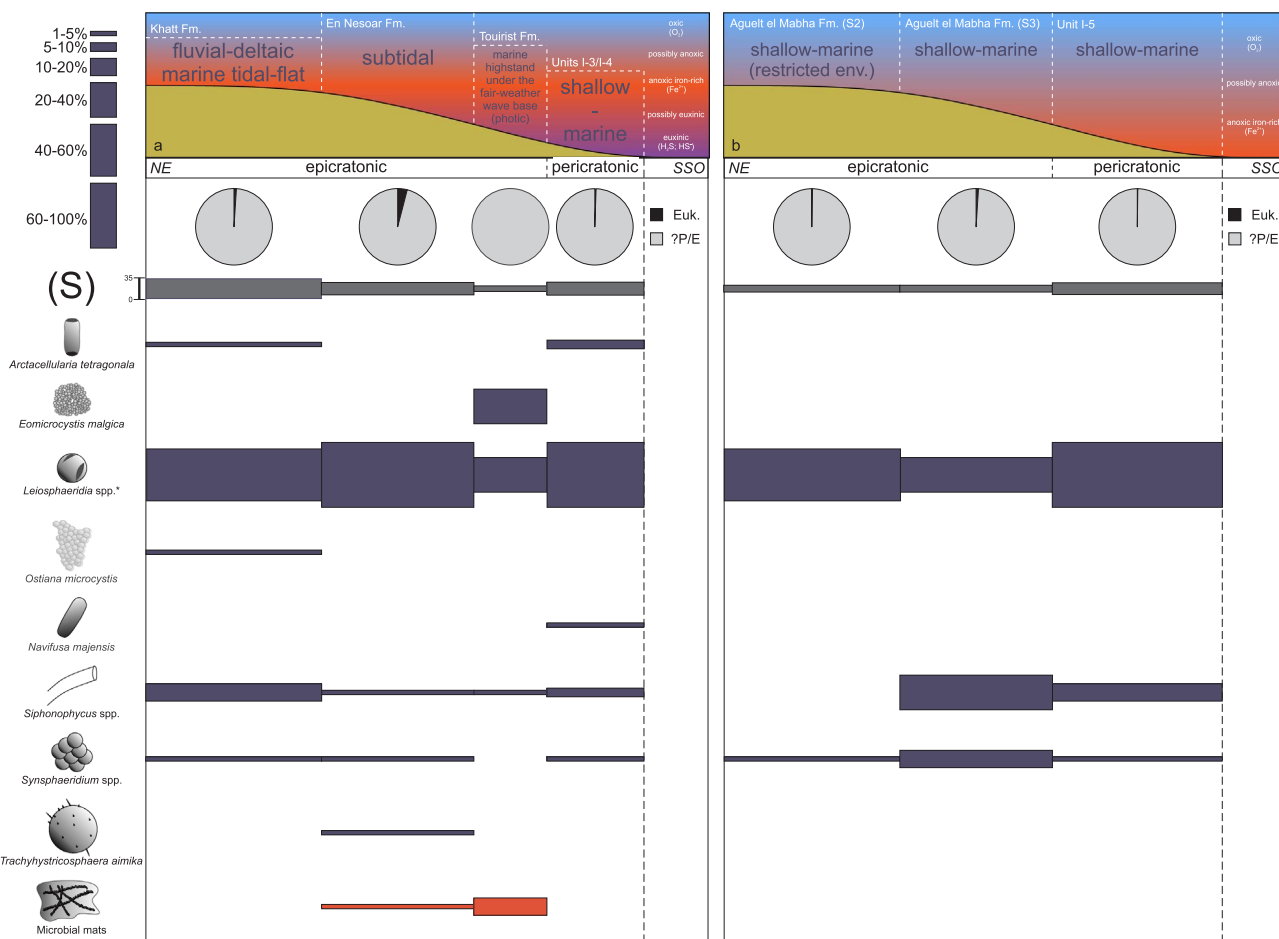 1-5%
5-10%
10-20%
20-40%
40-60%
60-100%
Khatt Fm.
fluvial-deltaic
marine tidal-flat
En Nesoar Fm.
subtidal
Tourist Fm.
marine
highstand
under the
fair-weather
wave base
(photic)
Units I-3/I-4
shallow
-
marine
oxic
(O₂)
possibly anoxic
anoxic iron-rich
(Fe²⁺)
possibly euxinic
euxinic
(H₂S; HS⁻)
a
NE
epicratonic
pericratonic
SSO
Aguelt el Mabha Fm. (S2)
shallow-marine
(restricted env.)
Aguelt el Mabha Fm. (S3)
shallow-marine
Unit I-5
shallow-marine
oxic
(O₂)
possibly anoxic
anoxic iron-rich
(Fe²⁺)
b
NE
epicratonic
pericratonic
SSO
Euk.
?P/E
Euk.
?P/E
(S)
35
0
Arctacellularia tetragonala
Eomicrocystis malgica
Leiosphaeridia spp.*
Ostiana microcystis
Navifusa majensis
Siphonophycus spp.
Synsphaeridium spp.
Trachyhystricosphaera aimika
Microbial mats